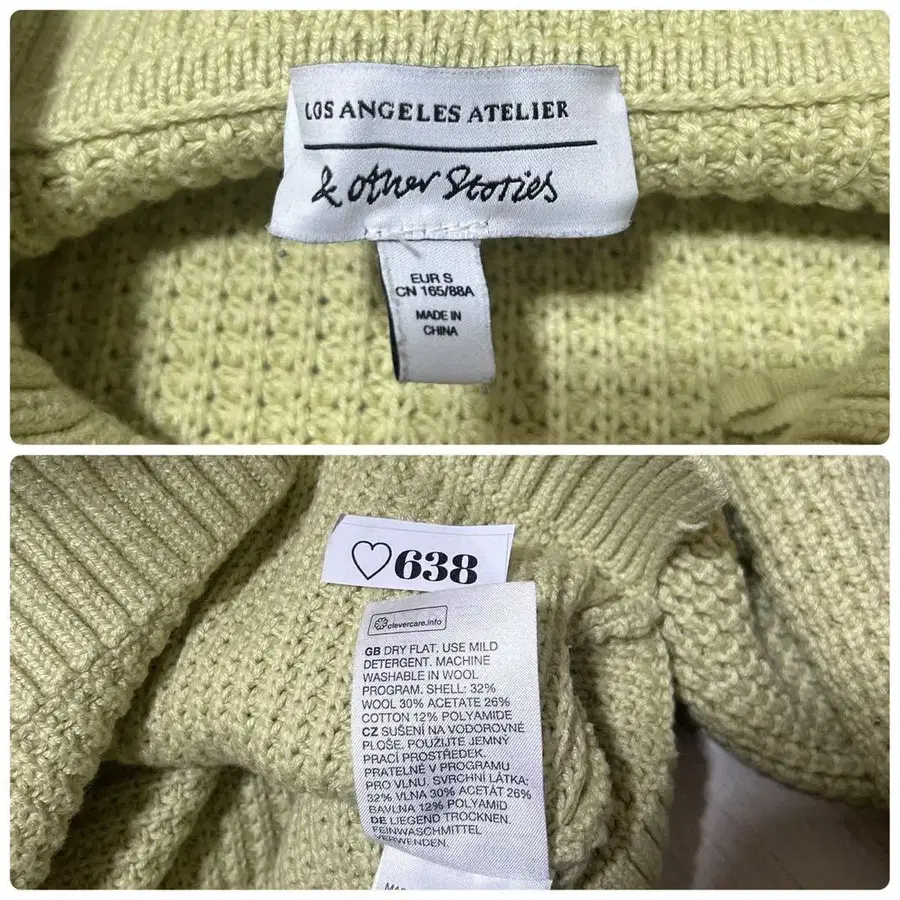 LOS ANGELES ATELIER
& other Stories
EUR S
CN 165/88A
MADE IN
CHINA
♡638
clevercare.info
GB DRY FLAT. USE MILD
DETERGENT. MACHINE
WASHABLE IN WOOL
PROGRAM. SHELL: 32%
WOOL 30% ACETATE 26%
COTTON 12% POLYAMIDE
CZ SUŠENÍ NA VODOROVNÉ
PLOŠE. POUŽIJTE JEMNÝ
PRACÍ PROSTŘEDEK.
PRATELNÉ V PROGRAMU
PRO VLNU. SVRCHNÍ LÁTKA:
32% VLNA 30% ACETÁT 26%
BAVLNA 12% POLYAMID
DE LIEGEND TROCKNEN.
FEINWASCHMITTEL
VERWENDEN.